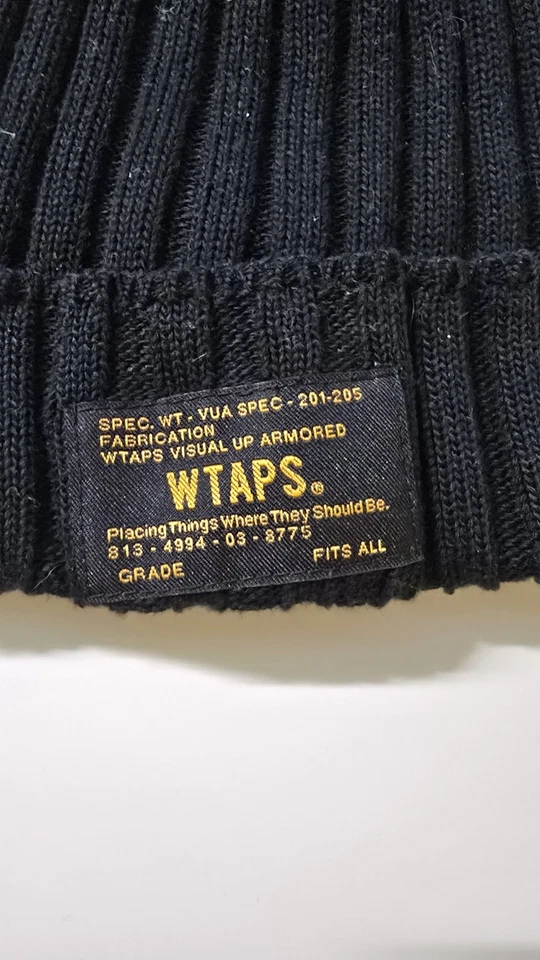 SPEC. WT - VUA SPEC - 201-205
FABRICATION
WTAPS VISUAL UP ARMORED
WTAPS®
Placing Things Where They Should Be.
813 - 4994 - 03 - 8775
GRADE FITS ALL